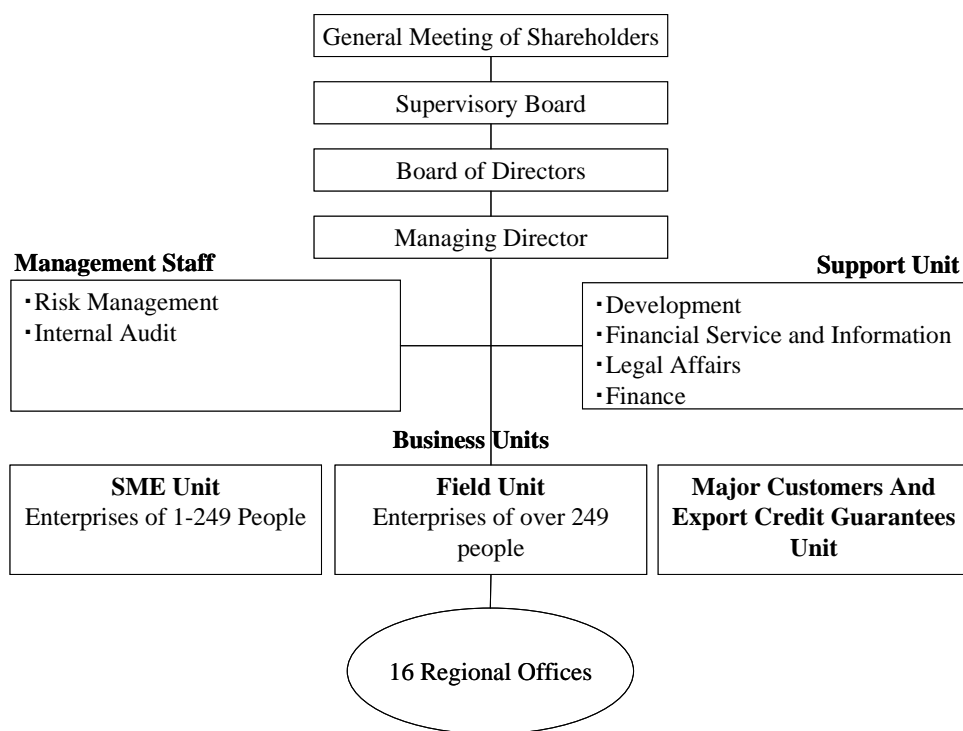 General Meeting of Shareholders
Supervisory Board
Board of Directors
Managing Director
Management Staff
・Risk Management
・Internal Audit
Support Unit
・Development
・Financial Service and Information
・Legal Affairs
・Finance
Business Units
SME Unit
Enterprises of 1-249 People
Field Unit
Enterprises of over 249
people
Major Customers And
Export Credit Guarantees
Unit
16 Regional Offices